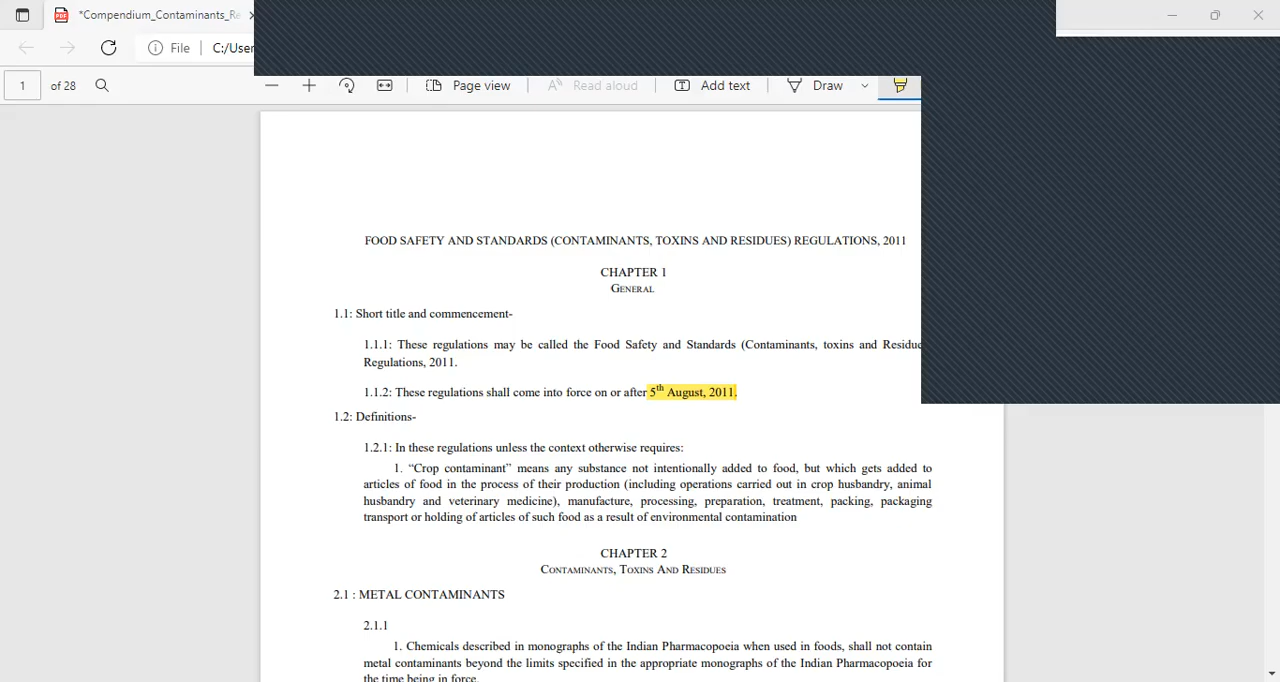 *Compendium_Contaminants_Re
File
C:/User
1 of 28
Page view
Read aloud
Add text
Draw
FOOD SAFETY AND STANDARDS (CONTAMINANTS, TOXINS AND RESIDUES) REGULATIONS, 2011
CHAPTER 1
GENERAL
1.1: Short title and commencement-
1.1.1: These regulations may be called the Food Safety and Standards (Contaminants, toxins and Residue
Regulations, 2011.
1.1.2: These regulations shall come into force on or after 5th August, 2011.
1.2: Definitions-
1.2.1: In these regulations unless the context otherwise requires:
1. “Crop contaminant” means any substance not intentionally added to food, but which gets added to
articles of food in the process of their production (including operations carried out in crop husbandry, animal
husbandry and veterinary medicine), manufacture, processing, preparation, treatment, packing, packaging
transport or holding of articles of such food as a result of environmental contamination
CHAPTER 2
CONTAMINANTS, TOXINS AND RESIDUES
2.1 : METAL CONTAMINANTS
2.1.1
1. Chemicals described in monographs of the Indian Pharmacopoeia when used in foods, shall not contain
metal contaminants beyond the limits specified in the appropriate monographs of the Indian Pharmacopoeia for
the time being in force.